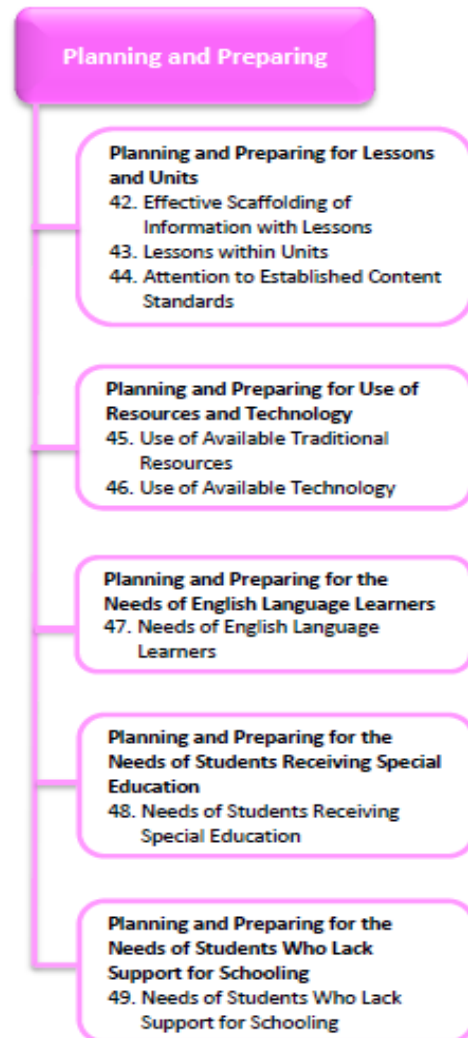 Planning and Preparing
Planning and Preparing for Lessons
and Units
42. Effective Scaffolding of
Information with Lessons
43. Lessons within Units
44. Attention to Established Content
Standards
Planning and Preparing for Use of
Resources and Technology
45. Use of Available Traditional
Resources
46. Use of Available Technology
Planning and Preparing for the
Needs of English Language Learners
47. Needs of English Language
Learners
Planning and Preparing for the
Needs of Students Receiving Special
Education
48. Needs of Students Receiving
Special Education
Planning and Preparing for the
Needs of Students Who Lack
Support for Schooling
49. Needs of Students Who Lack
Support for Schooling